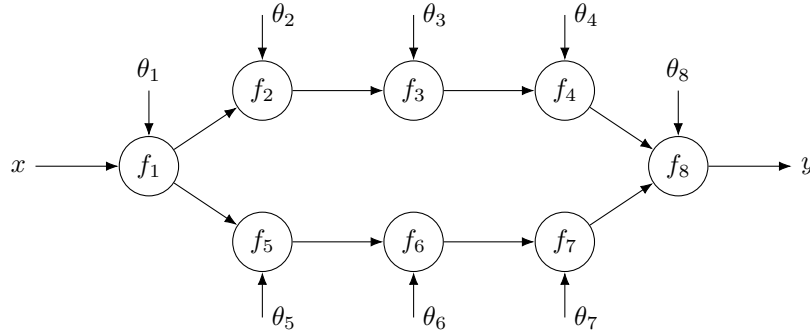 θ₂ θ₃ θ₄
θ₁ f₂ f₃ f₄ θ₈
x f₁ f₈ y
f₅ f₆ f₇
θ₅ θ₆ θ₇